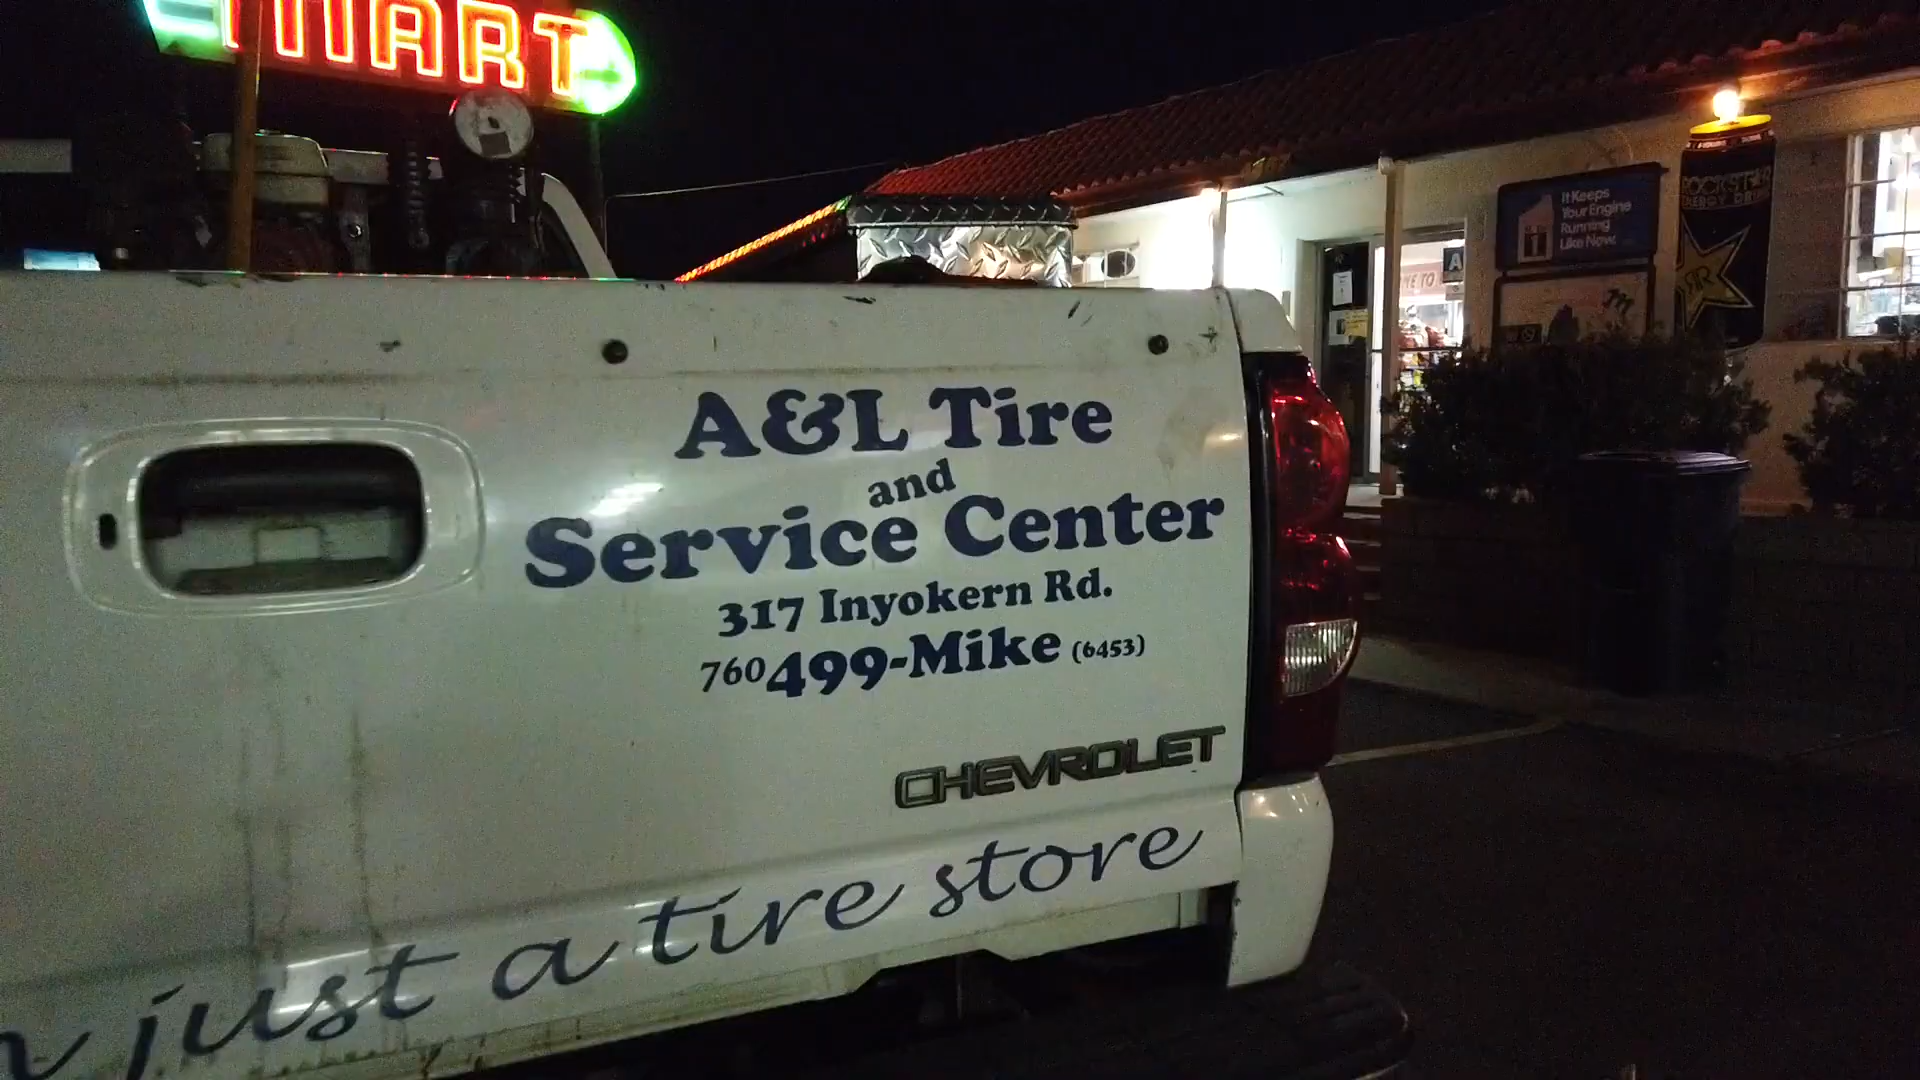 MART
It Keeps
Your Engine
Running
Like New.
1
ROCKSTAR
ENERGY DRINK
A
A&L Tire
and
Service Center
317 Inyokern Rd.
760 499-Mike (6453)
CHEVROLET
just a tire store